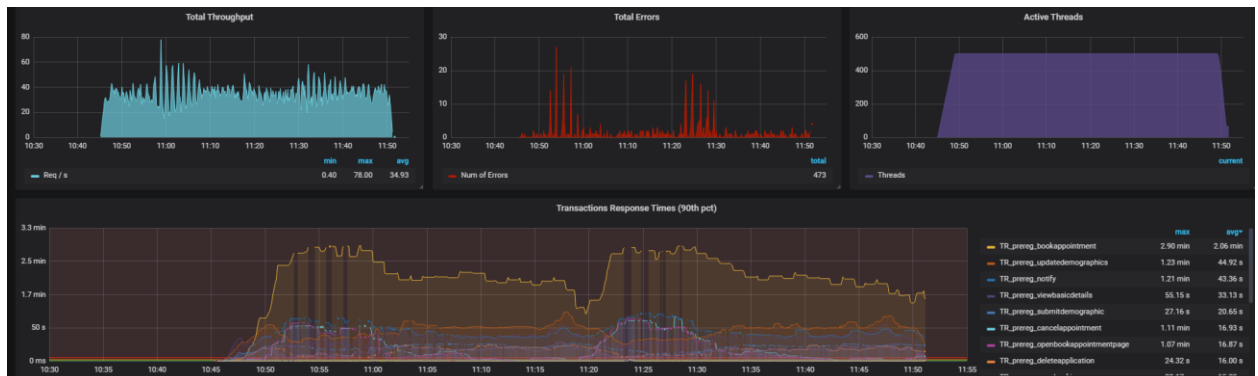 Total Throughput
80
60
40
20
0
10:30 10:40 10:50 11:00 11:10 11:20 11:30 11:40 11:50
min max avg
Req / s 0.40 78.00 34.93
Total Errors
30
20
10
0
10:30 10:40 10:50 11:00 11:10 11:20 11:30 11:40 11:50
total
Num of Errors 473
Active Threads
600
400
200
0
10:30 10:40 10:50 11:00 11:10 11:20 11:30 11:40 11:50
current
Threads
Transactions Response Times (90th pct)
3.3 min
2.5 min
1.7 min
50 s
0 ms
10:30 10:35 10:40 10:45 10:50 10:55 11:00 11:05 11:10 11:15 11:20 11:25 11:30 11:35 11:40 11:45 11:50 11:55
max avg
TR_prereg_bookappointment 2.90 min 2.06 min
TR_prereg_updatedemographics 1.23 min 44.92 s
TR_prereg_notify 1.21 min 43.36 s
TR_prereg_viewbasicdetails 55.15 s 33.13 s
TR_prereg_submitdemographic 27.16 s 20.65 s
TR_prereg_cancelappointment 1.11 min 16.93 s
TR_prereg_openbookappointmentpage 1.07 min 16.87 s
TR_prereg_deleteapplication 24.32 s 16.00 s